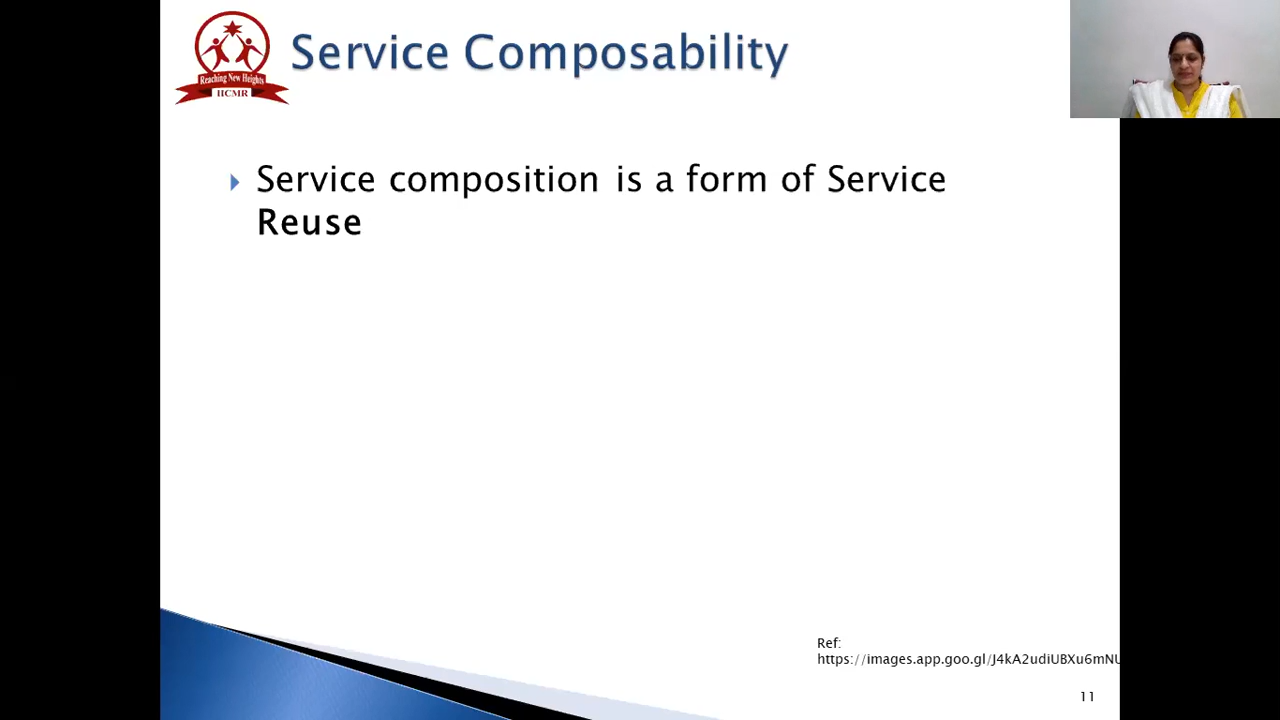 Reaching New Heights
IICMR
Service Composability
Service composition is a form of Service
Reuse
Ref:
https://images.app.goo.gl/J4kA2udiUBXu6mNU
11